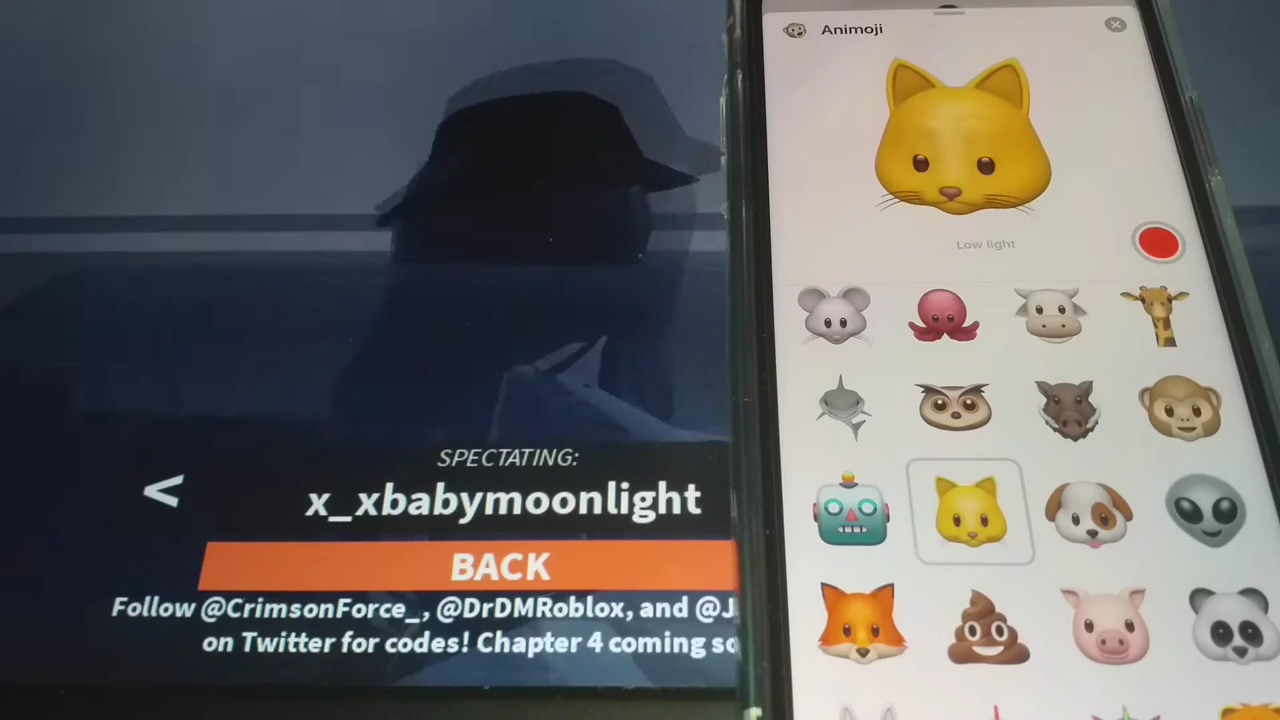 SPECTATING:
<
x_xbabymoonlight
BACK
Follow @CrimsonForce_, @DrDMRoblox, and @J
on Twitter for codes! Chapter 4 coming
Animoji
Low light